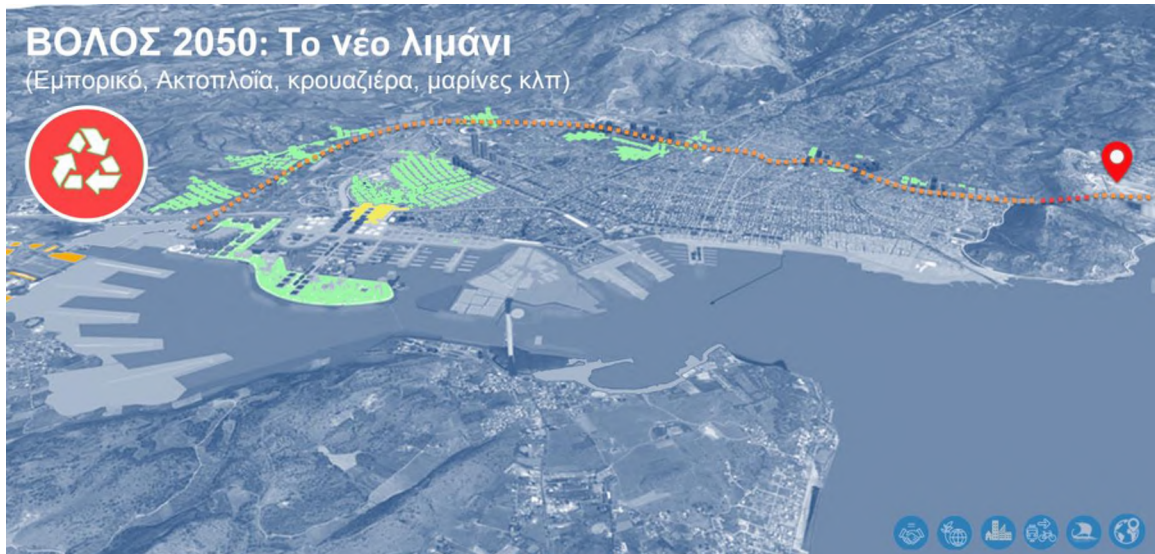 ΒΟΛΟΣ 2050: Το νέο λιμάνι
(Εμπορικό, Ακτοπλοΐα, κρουαζιέρα, μαρίνες κλπ)